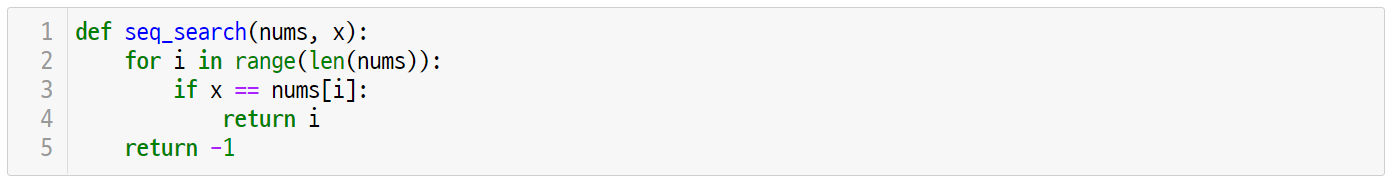 1 def seq_search(nums, x):
2     for i in range(len(nums)):
3         if x == nums[i]:
4             return i
5     return -1